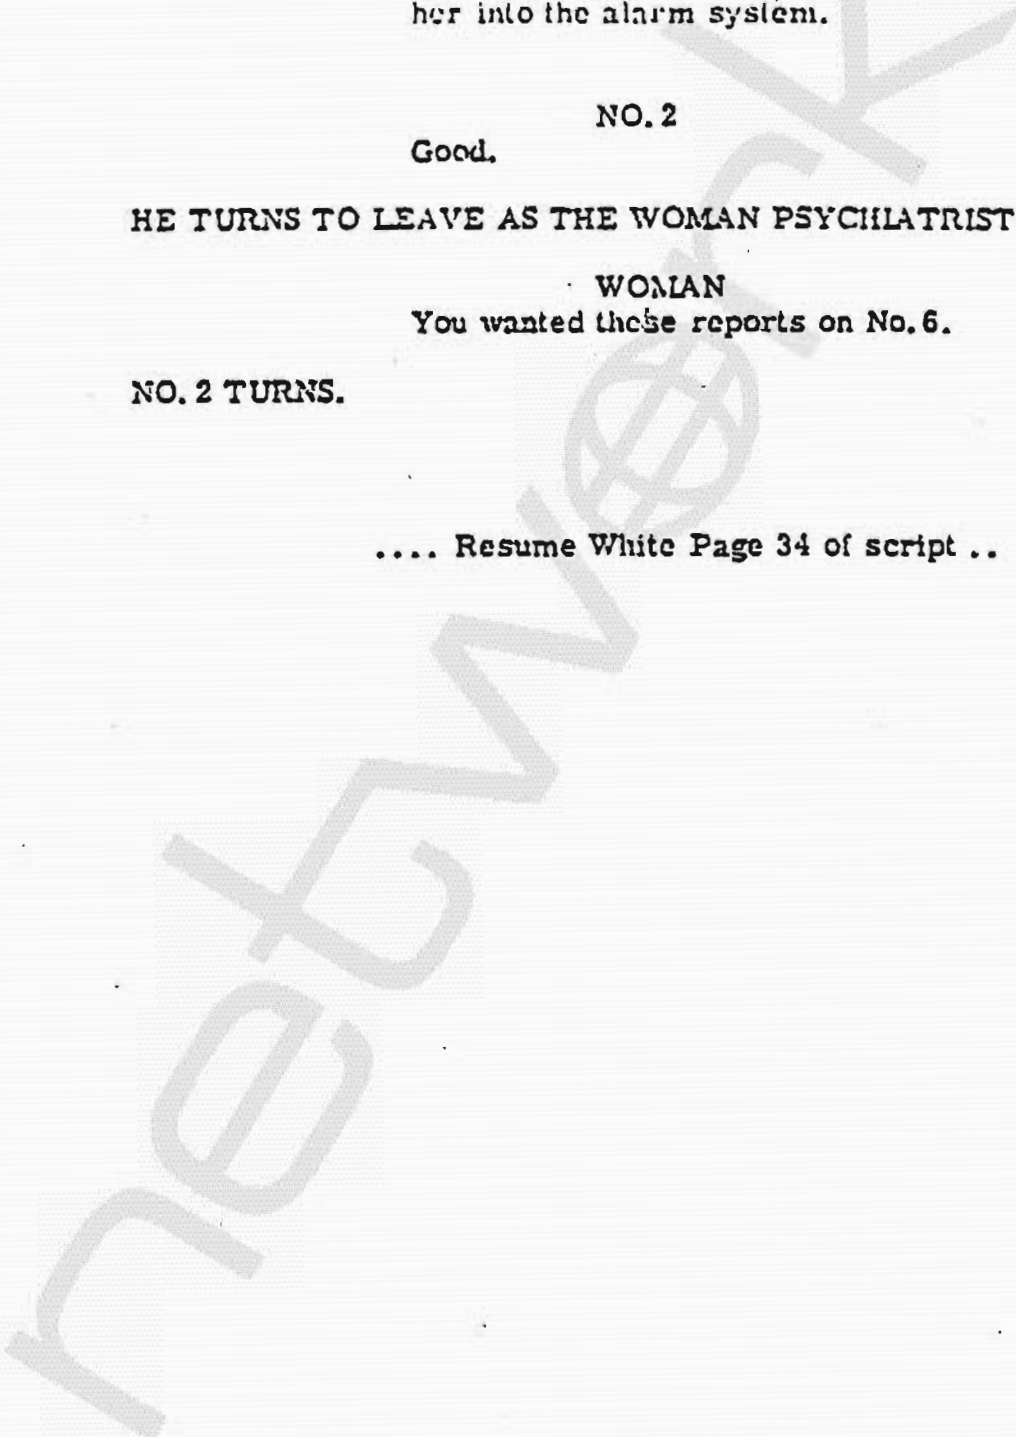 her into the alarm system.
NO. 2
Good.
HE TURNS TO LEAVE AS THE WOMAN PSYCHIATRIST
WOMAN
You wanted these reports on No. 6.
NO. 2 TURNS.
.... Resume White Page 34 of script ..
network